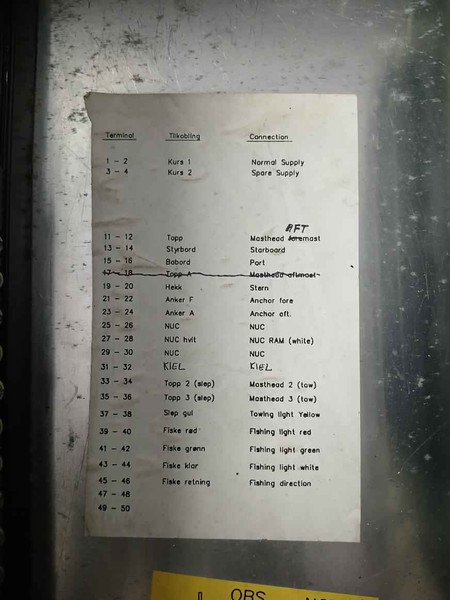 Terminal Tilkobling Connection
1 - 2 Kurs 1 Normal Supply
3 - 4 Kurs 2 Spare Supply
AFT
11 - 12 Topp Masthead foremast
13 - 14 Styrbord Starboard
15 - 16 Babord Port
17 - 18 Topp A Masthead aftmost
19 - 20 Hekk Stern
21 - 22 Anker F Anchor fore
23 - 24 Anker A Anchor aft.
25 - 26 NUC NUC
27 - 28 NUC hvit NUC RAM (white)
29 - 30 NUC NUC
31 - 32 KIEL KIEL
33 - 34 Topp 2 (slep) Masthead 2 (tow)
35 - 36 Topp 3 (slep) Masthead 3 (tow)
37 - 38 Slep gul Towing light Yellow
39 - 40 Fiske rød Fishing light red
41 - 42 Fiske grønn Fishing light green
43 - 44 Fiske klar Fishing light white
45 - 46 Fiske retning Fishing direction
47 - 48
49 - 50
OBS